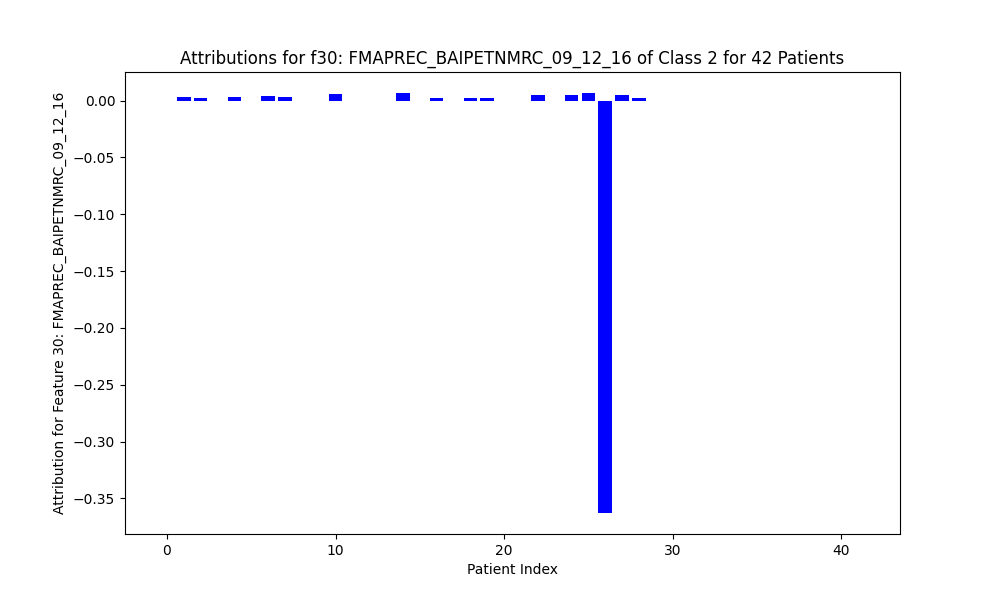 Attributions for f30: FMAPREC_BAIPETNMRC_09_12_16 of Class 2 for 42 Patients
Attribution for Feature 30: FMAPREC_BAIPETNMRC_09_12_16
0.00
−0.05
−0.10
−0.15
−0.20
−0.25
−0.30
−0.35
0 10 20 30 40
Patient Index